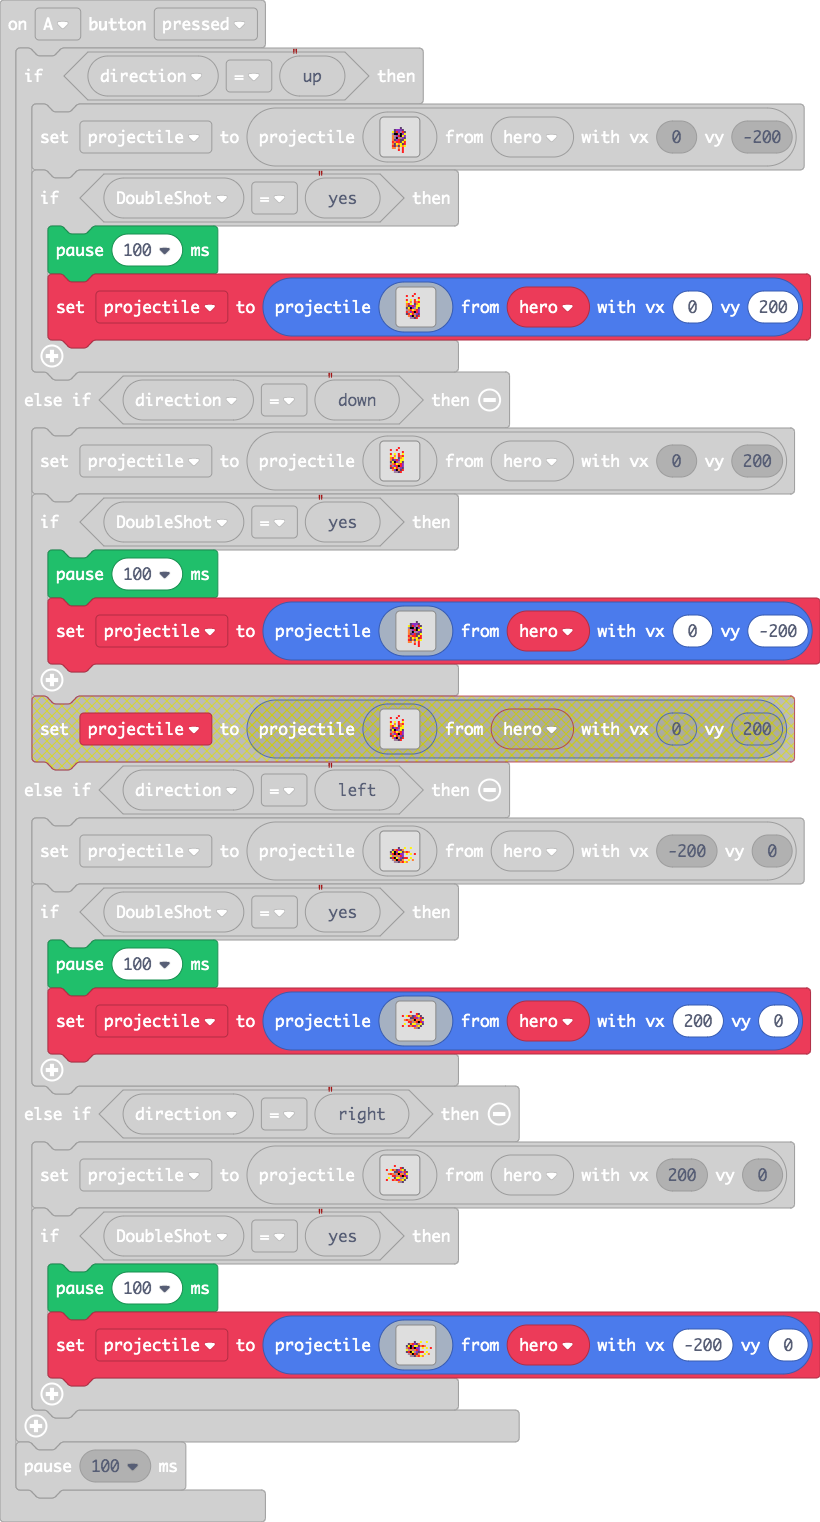 on A button pressed
if direction = " up then
set projectile to projectile from hero with vx 0 vy -200
if DoubleShot = " yes then
pause 100 ms
set projectile to projectile from hero with vx 0 vy 200
else if direction = " down then
set projectile to projectile from hero with vx 0 vy 200
if DoubleShot = " yes then
pause 100 ms
set projectile to projectile from hero with vx 0 vy -200
set projectile to projectile from hero with vx 0 vy 200
else if direction = " left then
set projectile to projectile from hero with vx -200 vy 0
if DoubleShot = " yes then
pause 100 ms
set projectile to projectile from hero with vx 200 vy 0
else if direction = " right then
set projectile to projectile from hero with vx 200 vy 0
if DoubleShot = " yes then
pause 100 ms
set projectile to projectile from hero with vx -200 vy 0
pause 100 ms